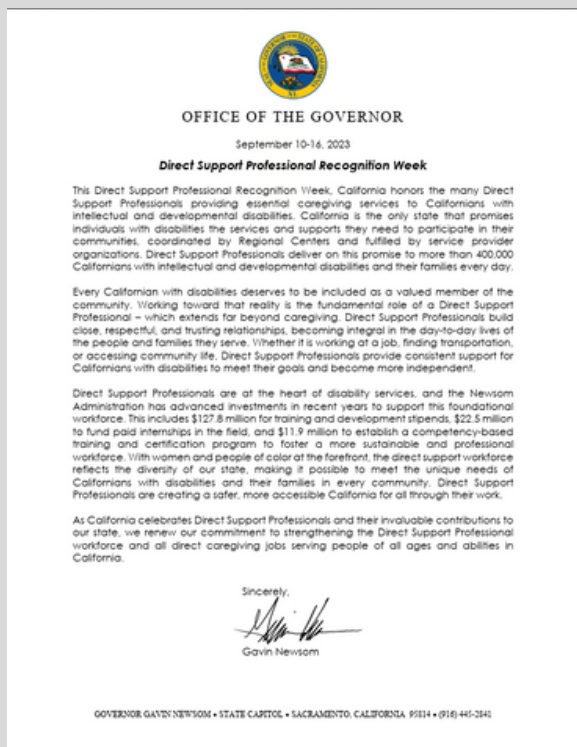 OFFICE OF THE GOVERNOR
September 10-16, 2023
Direct Support Professional Recognition Week
This Direct Support Professional Recognition Week, California honors the many Direct
Support Professionals providing essential caregiving services to Californians with
intellectual and developmental disabilities. California is the only state that promises
individuals with disabilities the services and supports they need to participate in their
communities, coordinated by Regional Centers and fulfilled by service provider
organizations. Direct Support Professionals deliver on this promise to more than 400,000
Californians with intellectual and developmental disabilities and their families every day.
Every Californian with disabilities deserves to be included as a valued member of the
community. Working toward that reality is the fundamental role of a Direct Support
Professional – which extends far beyond caregiving. Direct Support Professionals build
close, respectful, and trusting relationships, becoming integral in the day-to-day lives of
the people and families they serve. Whether it is working at a job, finding transportation,
or accessing community life, Direct Support Professionals provide consistent support for
Californians with disabilities to meet their goals and become more independent.
Direct Support Professionals are at the heart of disability services, and the Newsom
Administration has advanced investments in recent years to support this foundational
workforce. This includes $127.8 million for training and development stipends, $22.5 million
to fund paid internships in the field, and $11.9 million to establish a competency-based
training and certification program to foster a more sustainable and professional
workforce. With women and people of color at the forefront, the direct support workforce
reflects the diversity of our state, making it possible to meet the unique needs of
Californians with disabilities and their families in every community. Direct Support
Professionals are creating a safer, more accessible California for all through their work.
As California celebrates Direct Support Professionals and their invaluable contributions to
our state, we renew our commitment to strengthening the Direct Support Professional
workforce and all direct caregiving jobs serving people of all ages and abilities in
California.
Sincerely,
Gavin Newsom
GOVERNOR GAVIN NEWSOM • STATE CAPITOL • SACRAMENTO, CALIFORNIA 95814 • (916) 445-2841